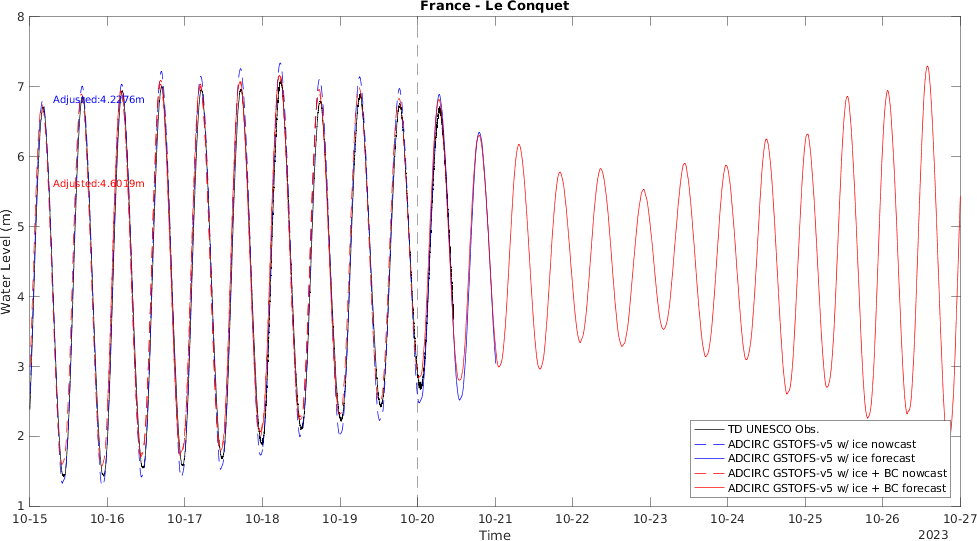 France - Le Conquet
8
7
6
5
4
3
2
1
Water Level (m)
Adjusted:4.2276m
Adjusted:4.6019m
TD UNESCO Obs.
ADCIRC GSTOFS-v5 w/ ice nowcast
ADCIRC GSTOFS-v5 w/ ice forecast
ADCIRC GSTOFS-v5 w/ ice + BC nowcast
ADCIRC GSTOFS-v5 w/ ice + BC forecast
10-15 10-16 10-17 10-18 10-19 10-20 10-21 10-22 10-23 10-24 10-25 10-26 10-27
Time
2023